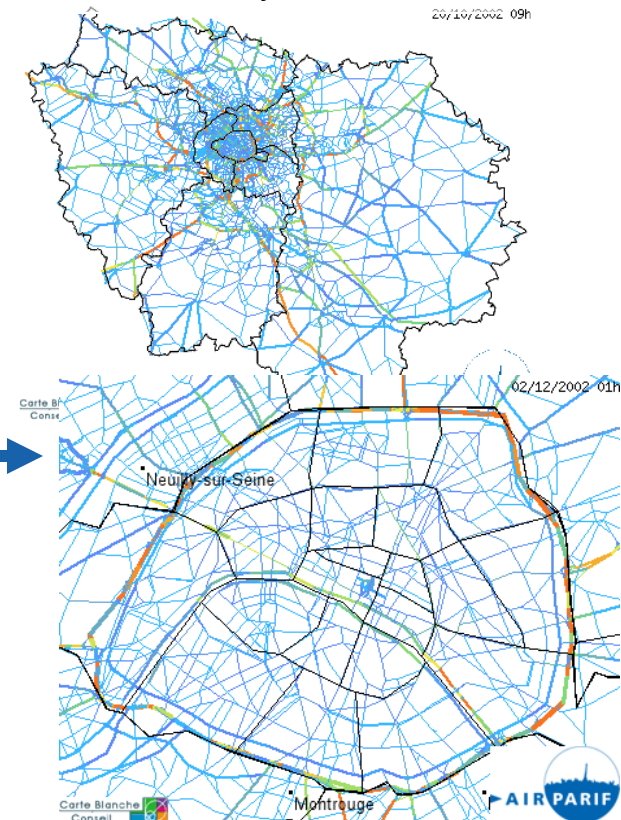 20/10/2002 09h
02/12/2002 01h
Neuilly-sur-Seine
Montrouge
Carte Blanche
Conseil
AIRPARIF